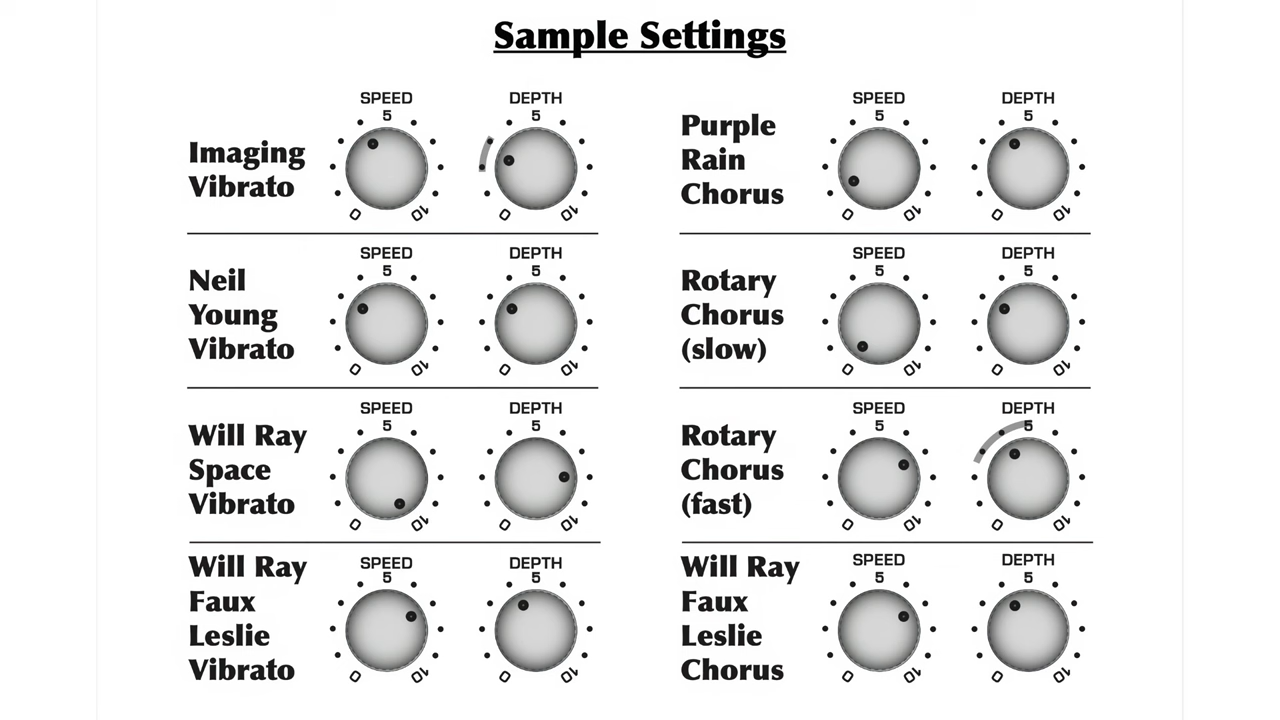 Sample Settings
Imaging
Vibrato
SPEED
5
0
10
DEPTH
5
0
10
Purple
Rain
Chorus
SPEED
5
0
10
DEPTH
5
0
10
Neil
Young
Vibrato
SPEED
5
0
10
DEPTH
5
0
10
Rotary
Chorus
(slow)
SPEED
5
0
10
DEPTH
5
0
10
Will Ray
Space
Vibrato
SPEED
5
0
10
DEPTH
5
0
10
Rotary
Chorus
(fast)
SPEED
5
0
10
DEPTH
5
0
10
Will Ray
Faux
Leslie
Vibrato
SPEED
5
0
10
DEPTH
5
0
10
Will Ray
Faux
Leslie
Chorus
SPEED
5
0
10
DEPTH
5
0
10